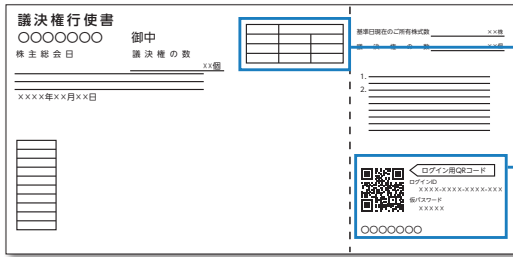 議決権行使書
○○○○○○○ 御中
株主総会日 議決権の数
××個
××××年××月××日
基準日現在のご所有株式数 ××株
議決権の数 ××個
1.
2.
ログイン用QRコード
ログインID
××××-××××-××××-×××
仮パスワード
×××××
○○○○○○○